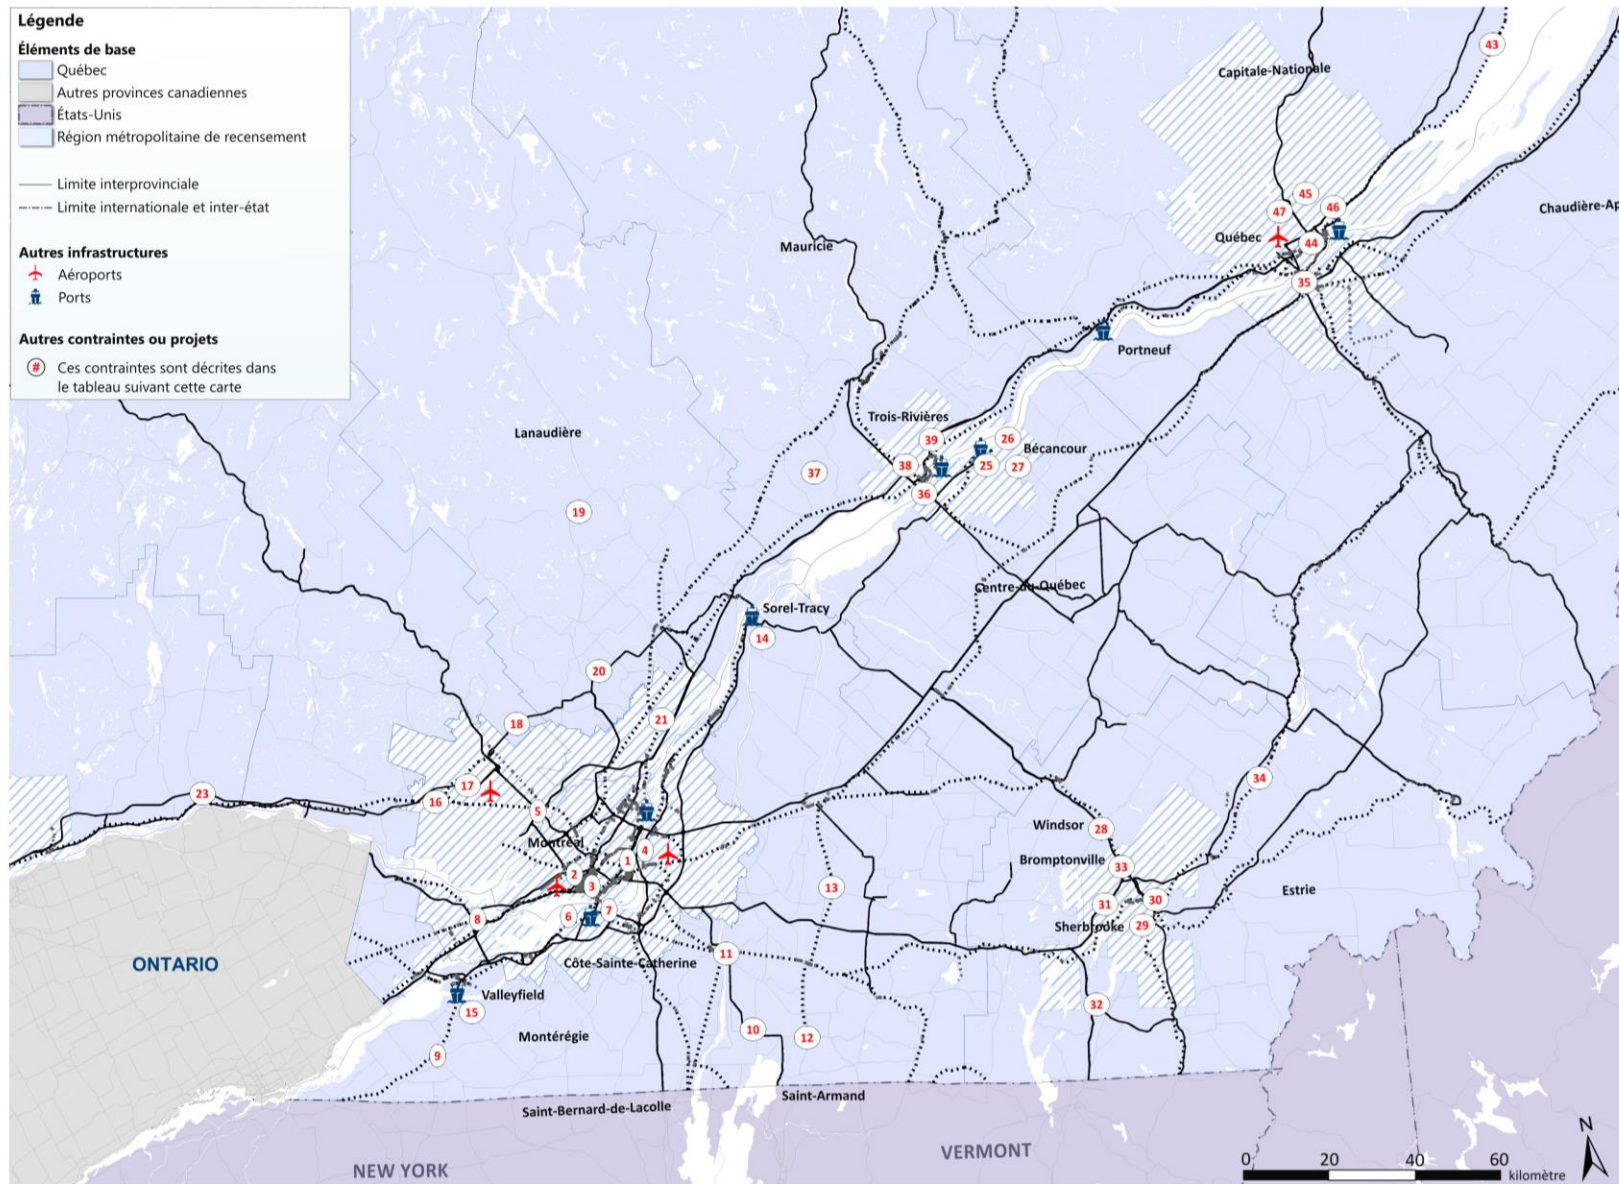 Légende
Éléments de base
Québec
Autres provinces canadiennes
États-Unis
Région métropolitaine de recensement
Limite interprovinciale
Limite internationale et inter-état
Autres infrastructures
Aéroports
Ports
Autres contraintes ou projets
# Ces contraintes sont décrites dans
le tableau suivant cette carte
43
Capitale-Nationale
45
47
46
Chaudière-Ap
Québec
44
Mauricie
35
Portneuf
Trois-Rivières
39
26
Bécancour
Lanaudière
37
38
25
27
36
19
Centre-du-Québec
Sorel-Tracy
14
20
18
21
23
17
16
34
5
Windsor
28
Montréal
4
1
Bromptonville
33
2
3
13
Estrie
31
30
6
7
8
Sherbrooke
29
ONTARIO
Côte-Sainte-Catherine
11
Valleyfield
32
15
Montérégie
10
12
9
Saint-Armand
Saint-Bernard-de-Lacolle
NEW YORK
VERMONT
N
0 20 40 60
kilomètre